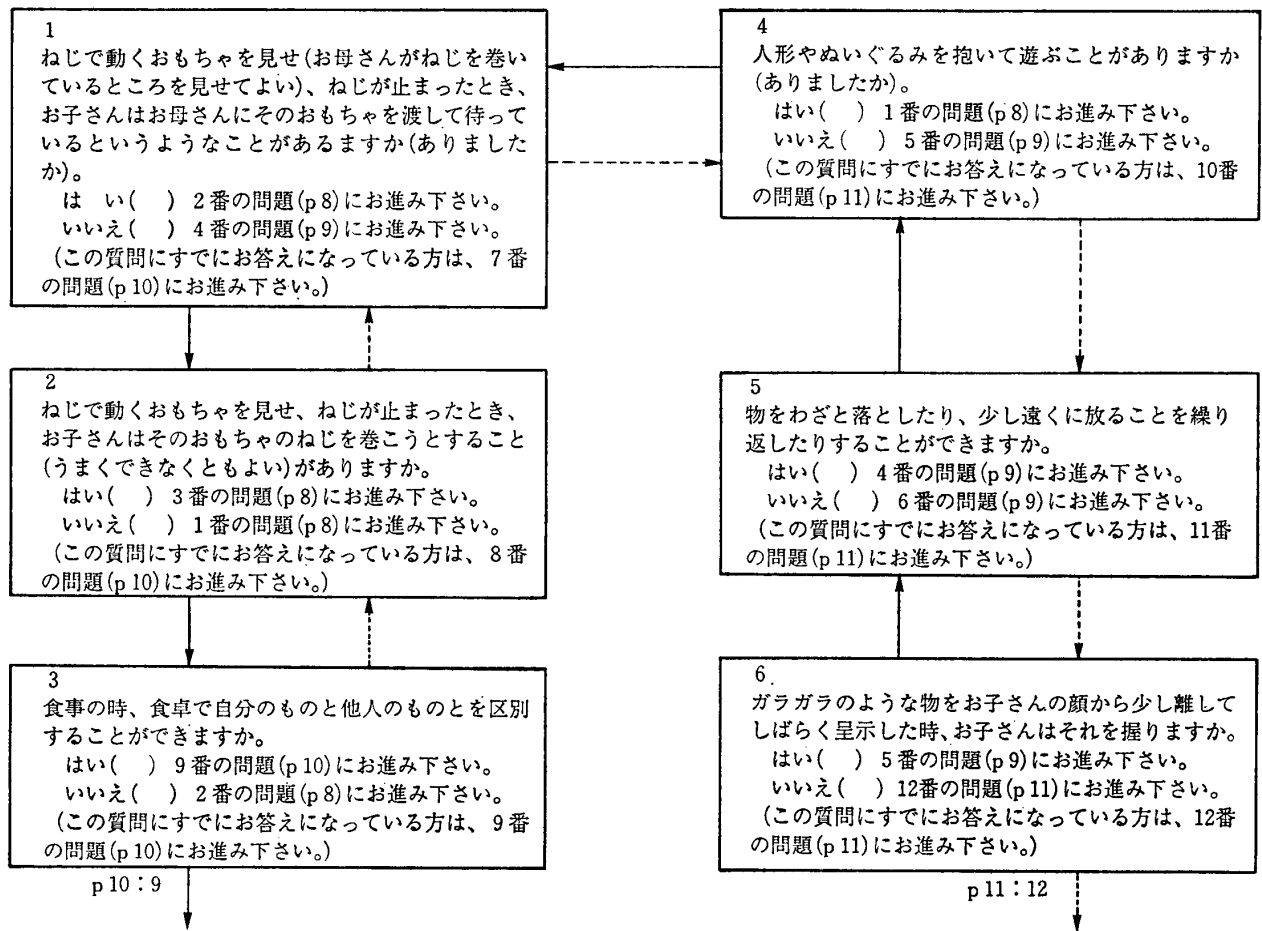 1
ねじで動くおもちゃを見せ(お母さんがねじを巻い
ているところを見せてよい)、ねじが止まったとき、
お子さんはお母さんにそのおもちゃを渡して待って
いるというようなことがあるますか(ありました
か)。
は い( ) 2番の問題(p8)にお進み下さい。
いいえ( ) 4番の問題(p9)にお進み下さい。
(この質問にすでにお答えになっている方は、7番
の問題(p10)にお進み下さい。)
2
ねじで動くおもちゃを見せ、ねじが止まったとき、
お子さんはそのおもちゃのねじを巻こうとすること
(うまくできなくともよい)がありますか。
はい( ) 3番の問題(p8)にお進み下さい。
いいえ( ) 1番の問題(p8)にお進み下さい。
(この質問にすでにお答えになっている方は、8番
の問題(p10)にお進み下さい。)
3
食事の時、食卓で自分のものと他人のものとを区別
することができますか。
はい( ) 9番の問題(p10)にお進み下さい。
いいえ( ) 2番の問題(p8)にお進み下さい。
(この質問にすでにお答えになっている方は、9番
の問題(p10)にお進み下さい。)
p10:9
4
人形やぬいぐるみを抱いて遊ぶことがありますか
(ありましたか)。
はい( ) 1番の問題(p8)にお進み下さい。
いいえ( ) 5番の問題(p9)にお進み下さい。
(この質問にすでにお答えになっている方は、10番
の問題(p11)にお進み下さい。)
5
物をわざと落としたり、少し遠くに放ることを繰り
返したりすることができますか。
はい( ) 4番の問題(p9)にお進み下さい。
いいえ( ) 6番の問題(p9)にお進み下さい。
(この質問にすでにお答えになっている方は、11番
の問題(p11)にお進み下さい。)
6
ガラガラのような物をお子さんの顔から少し離して
しばらく呈示した時、お子さんはそれを握りますか。
はい( ) 5番の問題(p9)にお進み下さい。
いいえ( ) 12番の問題(p11)にお進み下さい。
(この質問にすでにお答えになっている方は、12番
の問題(p11)にお進み下さい。)
p11:12